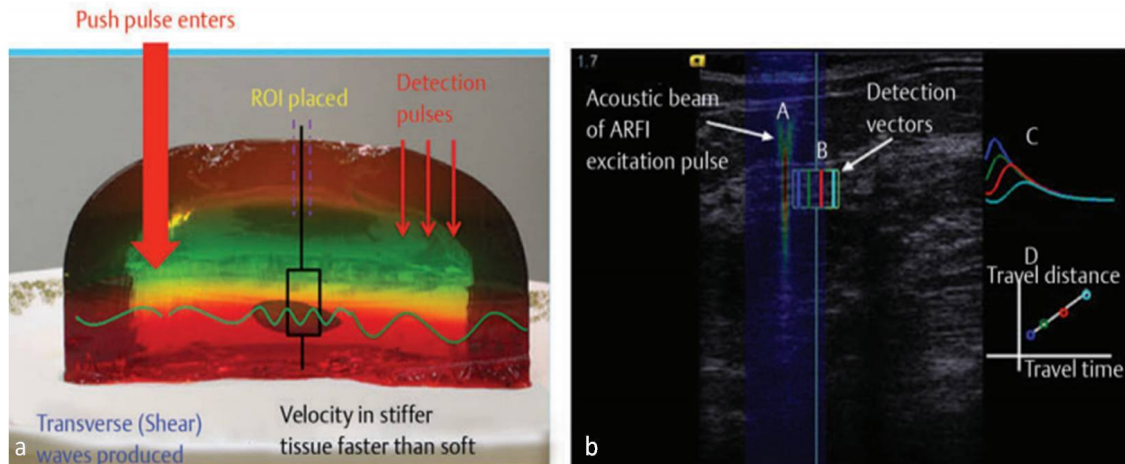 Push pulse enters
ROI placed
Detection
pulses
Transverse (Shear)
waves produced
Velocity in stiffer
tissue faster than soft
a
1.7
Acoustic beam
of ARFI
excitation pulse
A
Detection
vectors
B
C
D
Travel distance
Travel time
b